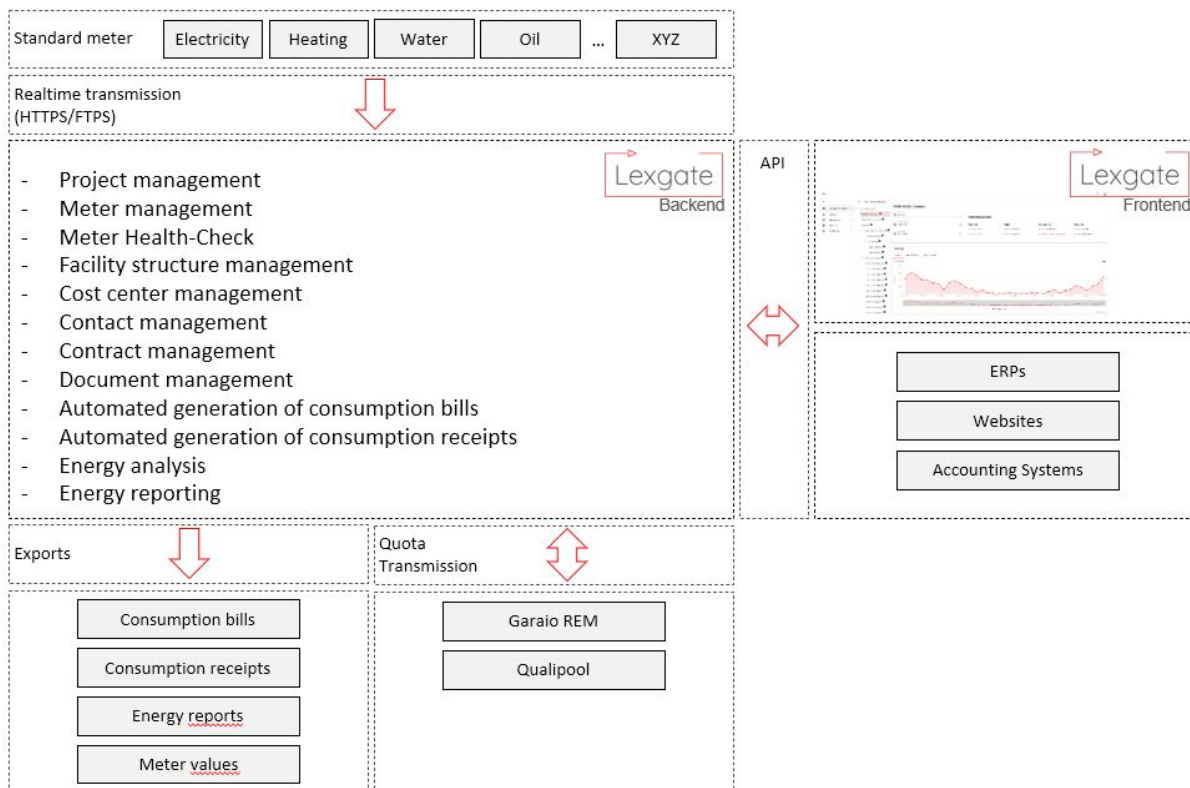 Standard meter
Electricity
Heating
Water
Oil
...
XYZ
Realtime transmission
(HTTPS/FTPS)
Lexgate
Backend
- Project management
- Meter management
- Meter Health-Check
- Facility structure management
- Cost center management
- Contact management
- Contract management
- Document management
- Automated generation of consumption bills
- Automated generation of consumption receipts
- Energy analysis
- Energy reporting
API
Lexgate
Frontend
ERPs
Websites
Accounting Systems
Exports
Quota
Transmission
Consumption bills
Consumption receipts
Energy reports
Meter values
Garaio REM
Qualipool